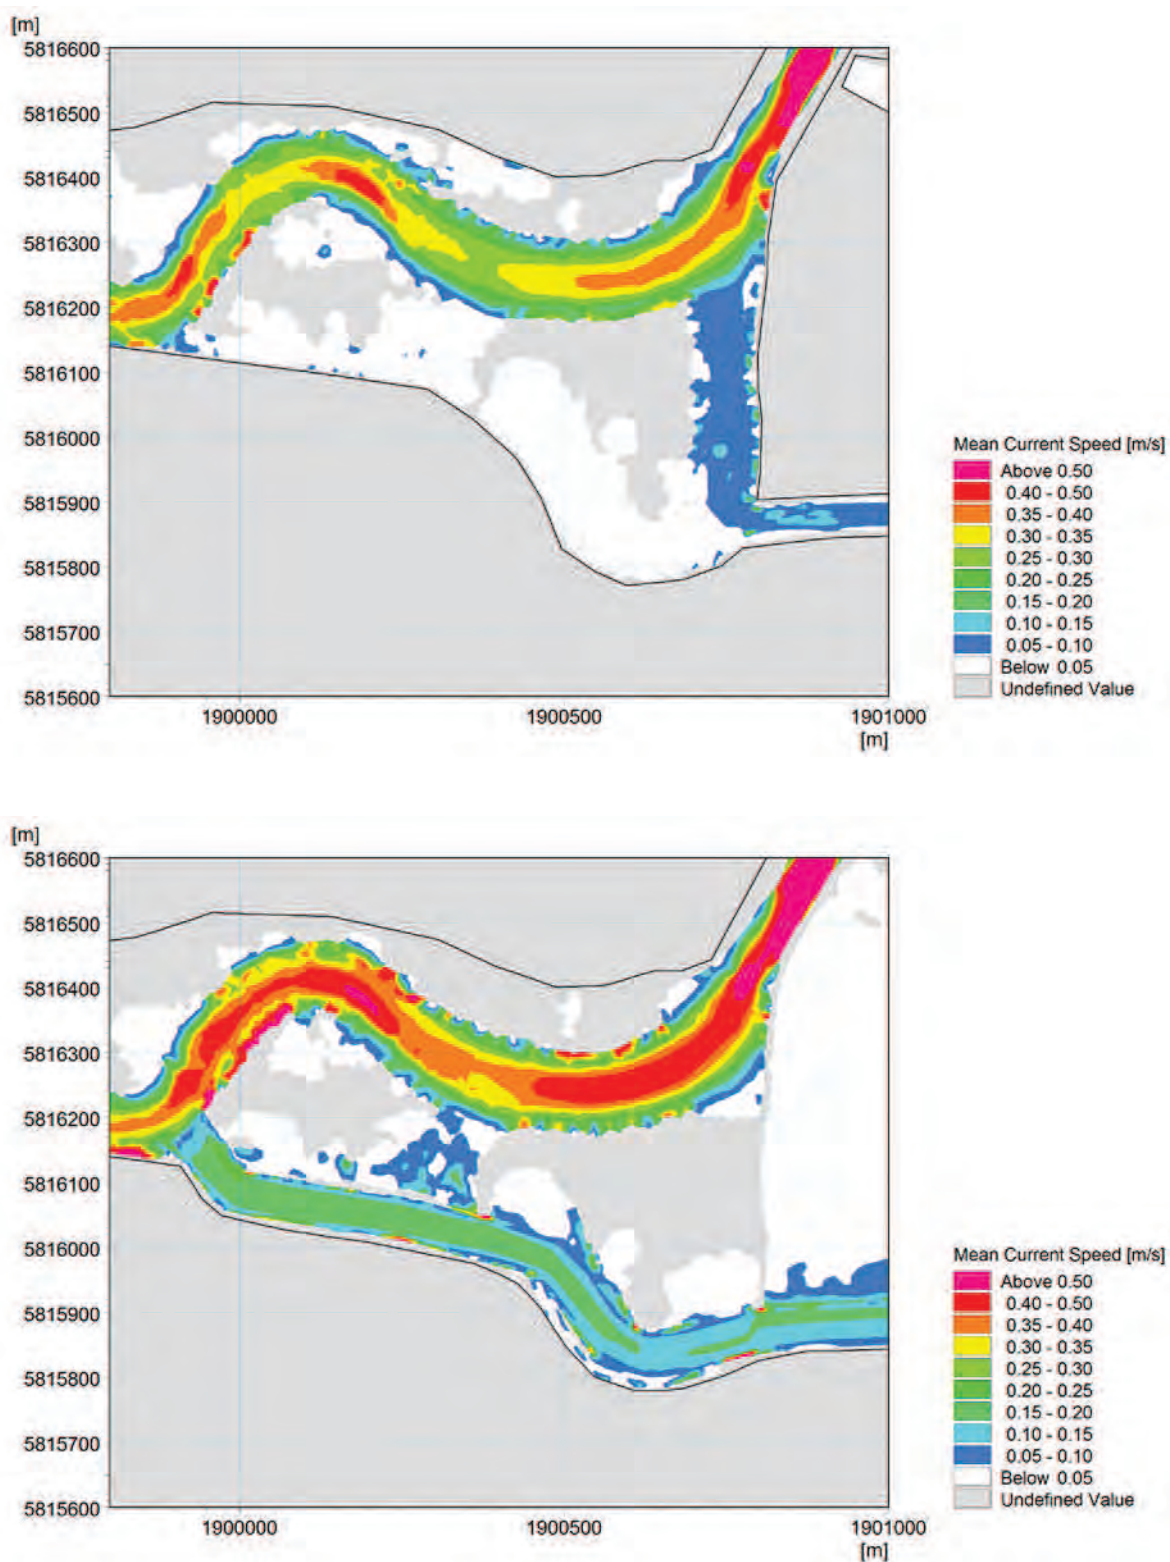 [m]
5816600
5816500
5816400
5816300
5816200
5816100
5816000
5815900
5815800
5815700
5815600
1900000 1900500 1901000
[m]
Mean Current Speed [m/s]
Above 0.50
0.40 - 0.50
0.35 - 0.40
0.30 - 0.35
0.25 - 0.30
0.20 - 0.25
0.15 - 0.20
0.10 - 0.15
0.05 - 0.10
Below 0.05
Undefined Value
[m]
5816600
5816500
5816400
5816300
5816200
5816100
5816000
5815900
5815800
5815700
5815600
1900000 1900500 1901000
[m]
Mean Current Speed [m/s]
Above 0.50
0.40 - 0.50
0.35 - 0.40
0.30 - 0.35
0.25 - 0.30
0.20 - 0.25
0.15 - 0.20
0.10 - 0.15
0.05 - 0.10
Below 0.05
Undefined Value